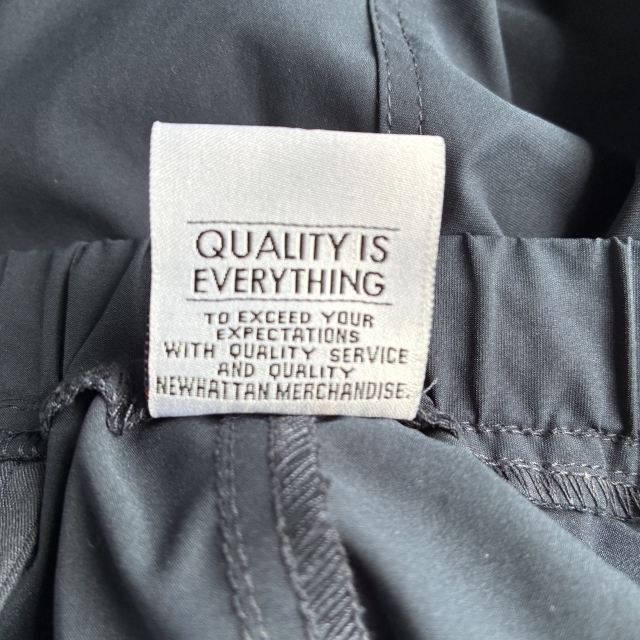 QUALITY IS
EVERYTHING
TO EXCEED YOUR
EXPECTATIONS
WITH QUALITY SERVICE
AND QUALITY
NEWHATTAN MERCHANDISE.